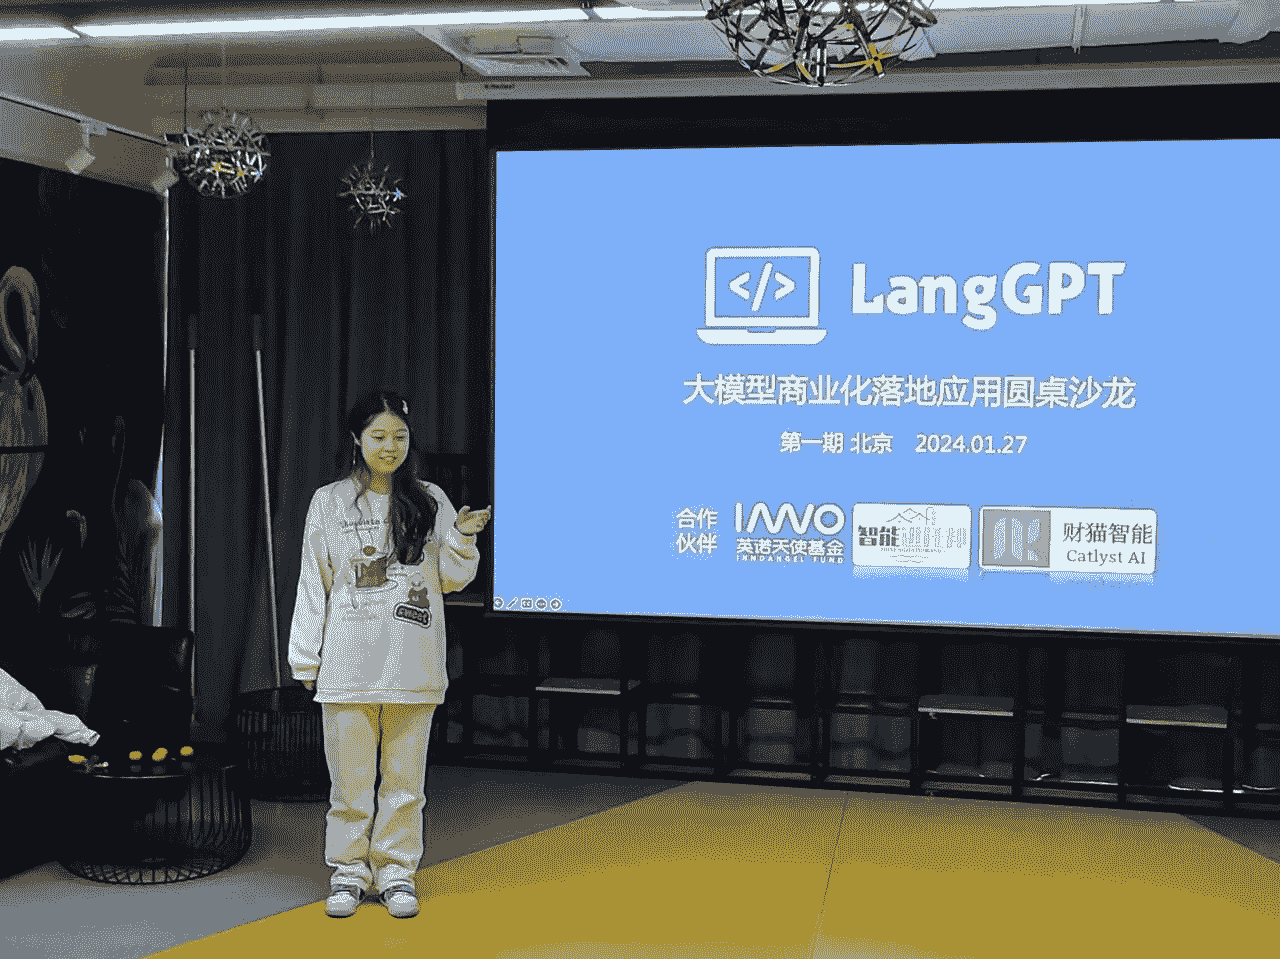 </> LangGPT
大模型商业化落地应用圆桌沙龙
第一期 北京 2024.01.27
合作
伙伴
INNO
英诺天使基金
INNOANGEL FUND
智能
财猫智能
Catlyst AI
sweet